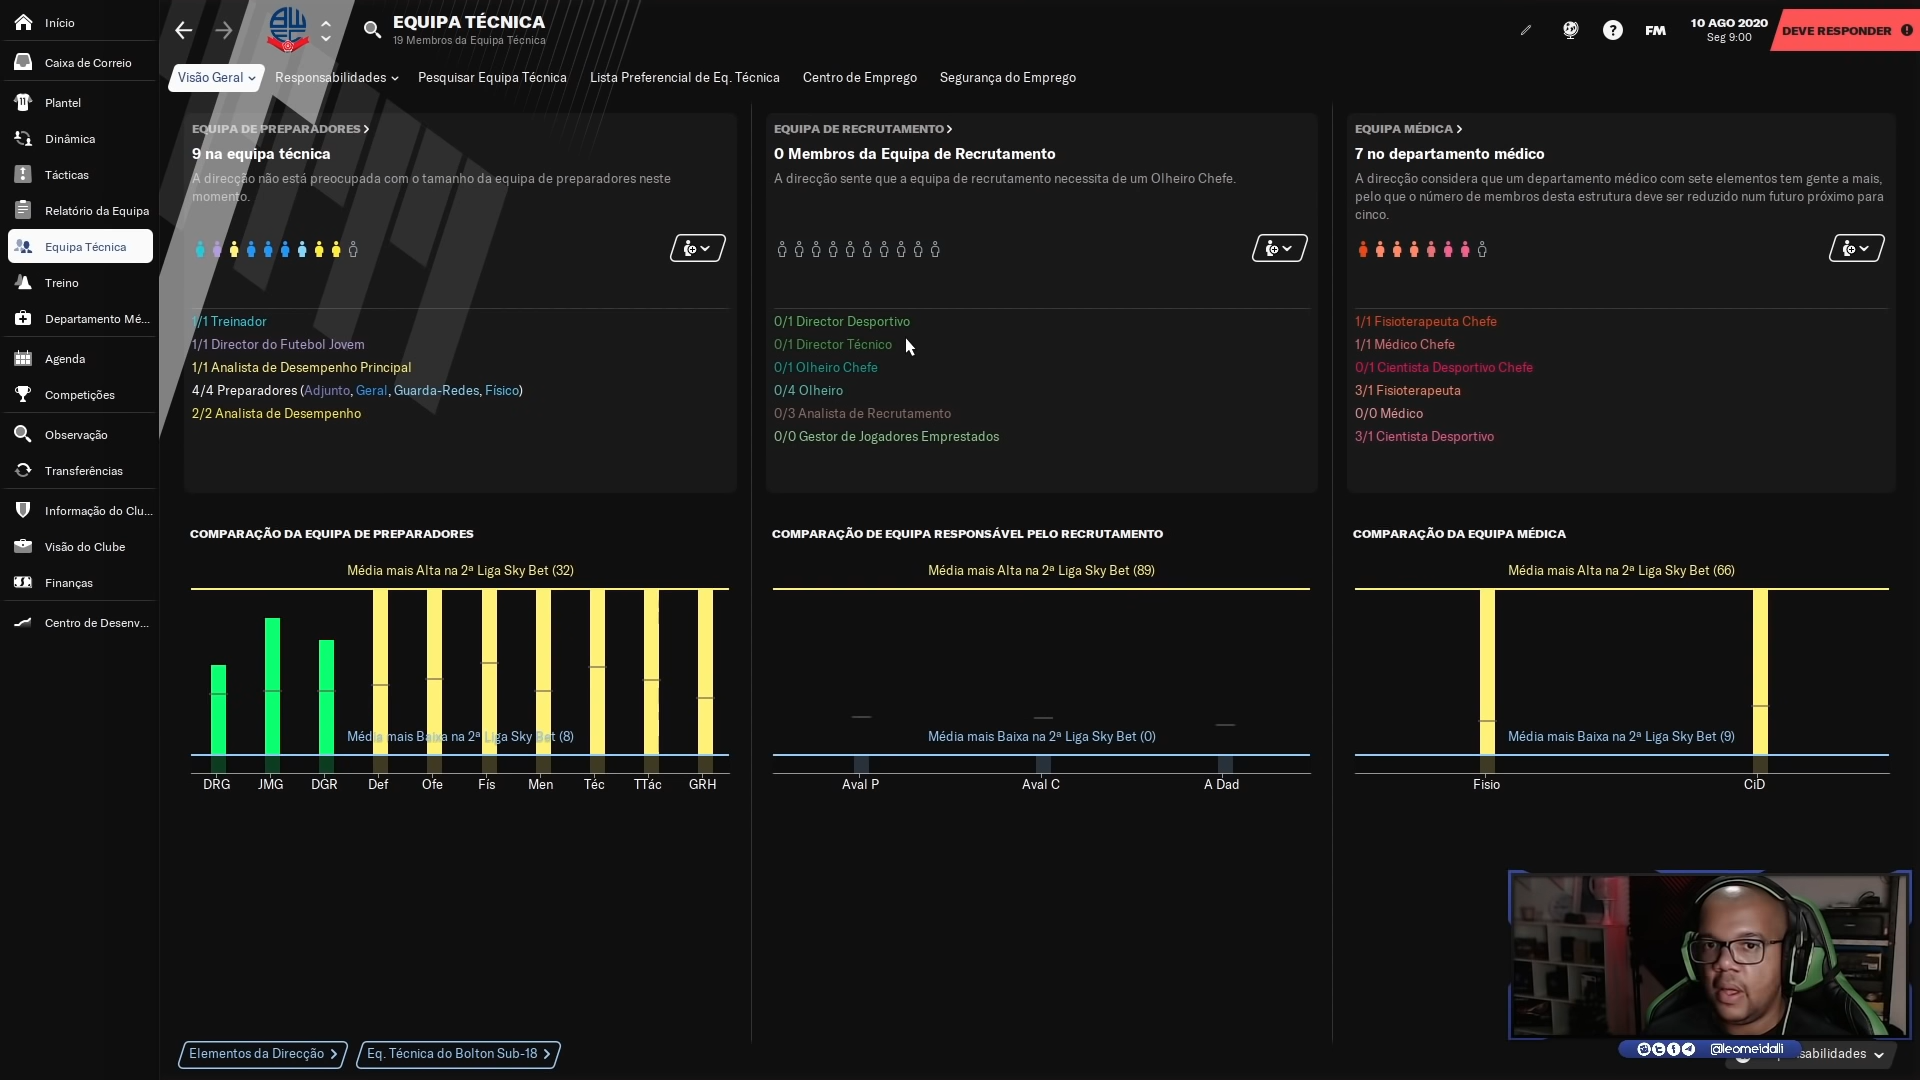 Início
Caixa de Correio
Plantel
Dinâmica
Tácticas
Relatório da Equipa
Equipa Técnica
Treino
Departamento Mé...
Agenda
Competições
Observação
Transferências
Informação do Clu...
Visão do Clube
Finanças
Centro de Desenv...
EQUIPA TÉCNICA
19 Membros da Equipa Técnica
FM
10 AGO 2020
Seg 9:00
DEVE RESPONDER
Visão Geral
Responsabilidades
Pesquisar Equipa Técnica
Lista Preferencial de Eq. Técnica
Centro de Emprego
Segurança do Emprego
EQUIPA DE PREPARADORES
9 na equipa técnica
A direcção não está preocupada com o tamanho da equipa de preparadores neste
momento.
1/1 Treinador
1/1 Director do Futebol Jovem
1/1 Analista de Desempenho Principal
4/4 Preparadores (Adjunto, Geral, Guarda-Redes, Físico)
2/2 Analista de Desempenho
EQUIPA DE RECRUTAMENTO
0 Membros da Equipa de Recrutamento
A direcção sente que a equipa de recrutamento necessita de um Olheiro Chefe.
0/1 Director Desportivo
0/1 Director Técnico
0/1 Olheiro Chefe
0/4 Olheiro
0/3 Analista de Recrutamento
0/0 Gestor de Jogadores Emprestados
EQUIPA MÉDICA
7 no departamento médico
A direcção considera que um departamento médico com sete elementos tem gente a mais,
pelo que o número de membros desta estrutura deve ser reduzido num futuro próximo para
cinco.
1/1 Fisioterapeuta Chefe
1/1 Médico Chefe
0/1 Cientista Desportivo Chefe
3/1 Fisioterapeuta
0/0 Médico
3/1 Cientista Desportivo
COMPARAÇÃO DA EQUIPA DE PREPARADORES
Média mais Alta na 2ª Liga Sky Bet (32)
Média mais Baixa na 2ª Liga Sky Bet (8)
DRG JMG DGR Def Ofe Fís Men Téc TTác GRH
COMPARAÇÃO DE EQUIPA RESPONSÁVEL PELO RECRUTAMENTO
Média mais Alta na 2ª Liga Sky Bet (89)
Média mais Baixa na 2ª Liga Sky Bet (0)
Aval P Aval C A Dad
COMPARAÇÃO DA EQUIPA MÉDICA
Média mais Alta na 2ª Liga Sky Bet (66)
Média mais Baixa na 2ª Liga Sky Bet (9)
Fisio CiD
Elementos da Direcção
Eq. Técnica do Bolton Sub-18
@leomeidalli
sabilidades